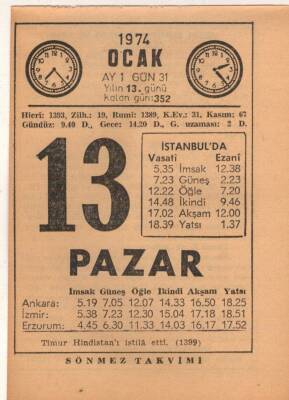 1974
OCAK
AY 1 GÜN 31
Yılın 13. günü
Kalan gün: 352
Hicri: 1393, Zilh.: 19, Rumi: 1389, K.Ev.: 31, Kasım: 67
Gündüz: 9.40 D., Gece: 14.20 D., G. uzaması: 2 D.
13
İSTANBUL'DA
Vasati Ezani
5.35 İmsak 12.38
7.23 Güneş 2.23
12.22 Öğle 7.20
14.48 İkindi 9.46
17.02 Akşam 12.00
18.39 Yatsı 1.37
PAZAR
İmsak Güneş Öğle İkindi Akşam Yatsı
Ankara: 5.19 7.05 12.07 14.33 16.50 18.25
İzmir: 5.38 7.23 12.30 15.04 17.18 18.51
Erzurum: 4.45 6.30 11.33 14.03 16.17 17.52
Timur Hindistan'ı istilâ etti. (1399)
SÖNMEZ TAKVİMİ